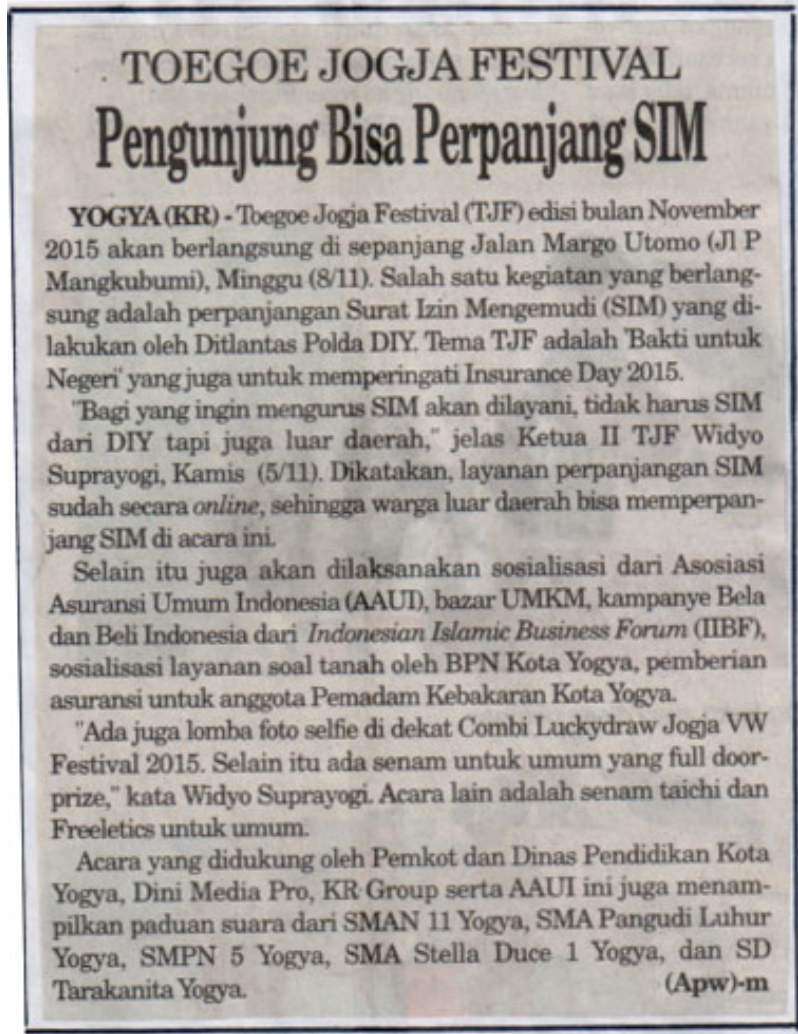 TOEGOE JOGJA FESTIVAL
Pengunjung Bisa Perpanjang SIM
YOGYA (KR) - Toegoe Jogja Festival (TJF) edisi bulan November
2015 akan berlangsung di sepanjang Jalan Margo Utomo (Jl P
Mangkubumi), Minggu (8/11). Salah satu kegiatan yang berlang-
sung adalah perpanjangan Surat Izin Mengemudi (SIM) yang di-
lakukan oleh Ditlantas Polda DIY. Tema TJF adalah 'Bakti untuk
Negeri' yang juga untuk memperingati Insurance Day 2015.
"Bagi yang ingin mengurus SIM akan dilayani, tidak harus SIM
dari DIY tapi juga luar daerah," jelas Ketua II TJF Widyo
Suprayogi, Kamis (5/11). Dikatakan, layanan perpanjangan SIM
sudah secara online, sehingga warga luar daerah bisa memperpan-
jang SIM di acara ini.
Selain itu juga akan dilaksanakan sosialisasi dari Asosiasi
Asuransi Umum Indonesia (AAUI), bazar UMKM, kampanye Bela
dan Beli Indonesia dari Indonesian Islamic Business Forum (IIBF),
sosialisasi layanan soal tanah oleh BPN Kota Yogya, pemberian
asuransi untuk anggota Pemadam Kebakaran Kota Yogya.
"Ada juga lomba foto selfie di dekat Combi Luckydraw Jogja VW
Festival 2015. Selain itu ada senam untuk umum yang full door-
prize," kata Widyo Suprayogi. Acara lain adalah senam taichi dan
Freeletics untuk umum.
Acara yang didukung oleh Pemkot dan Dinas Pendidikan Kota
Yogya, Dini Media Pro, KR Group serta AAUI ini juga menam-
pilkan paduan suara dari SMAN 11 Yogya, SMA Pangudi Luhur
Yogya, SMPN 5 Yogya, SMA Stella Duce 1 Yogya, dan SD
Tarakanita Yogya. (Apw)-m